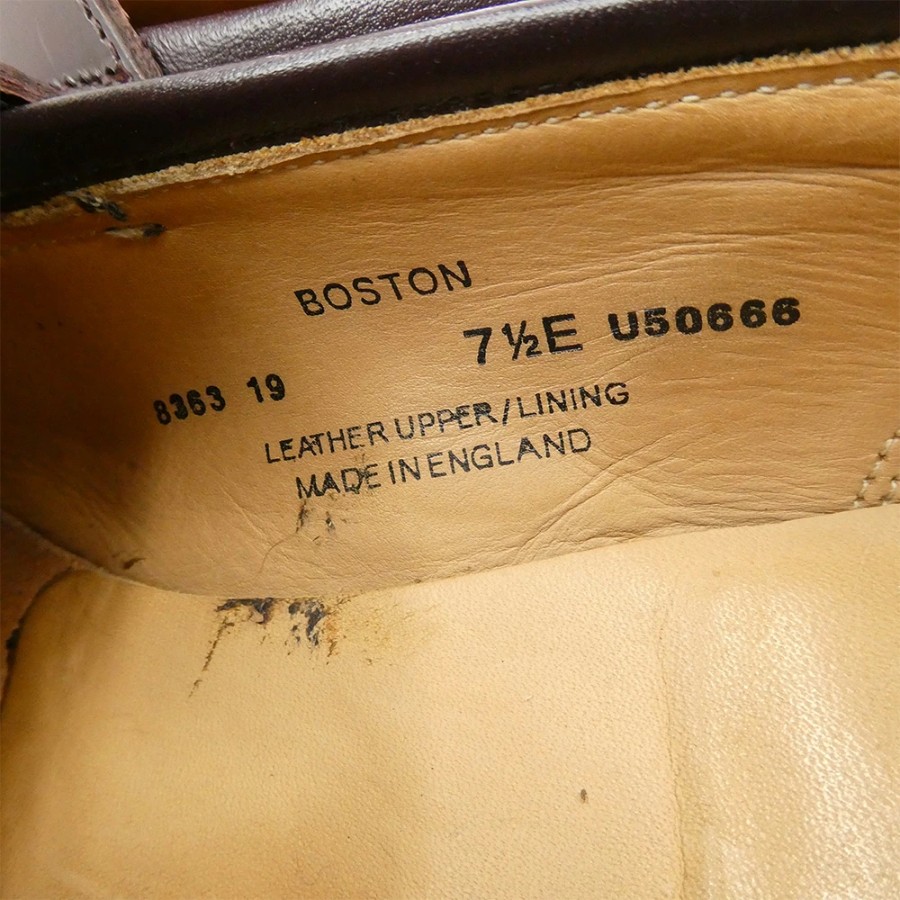 BOSTON
7½E U50666
8363 19
LEATHER UPPER/LINING
MADE IN ENGLAND